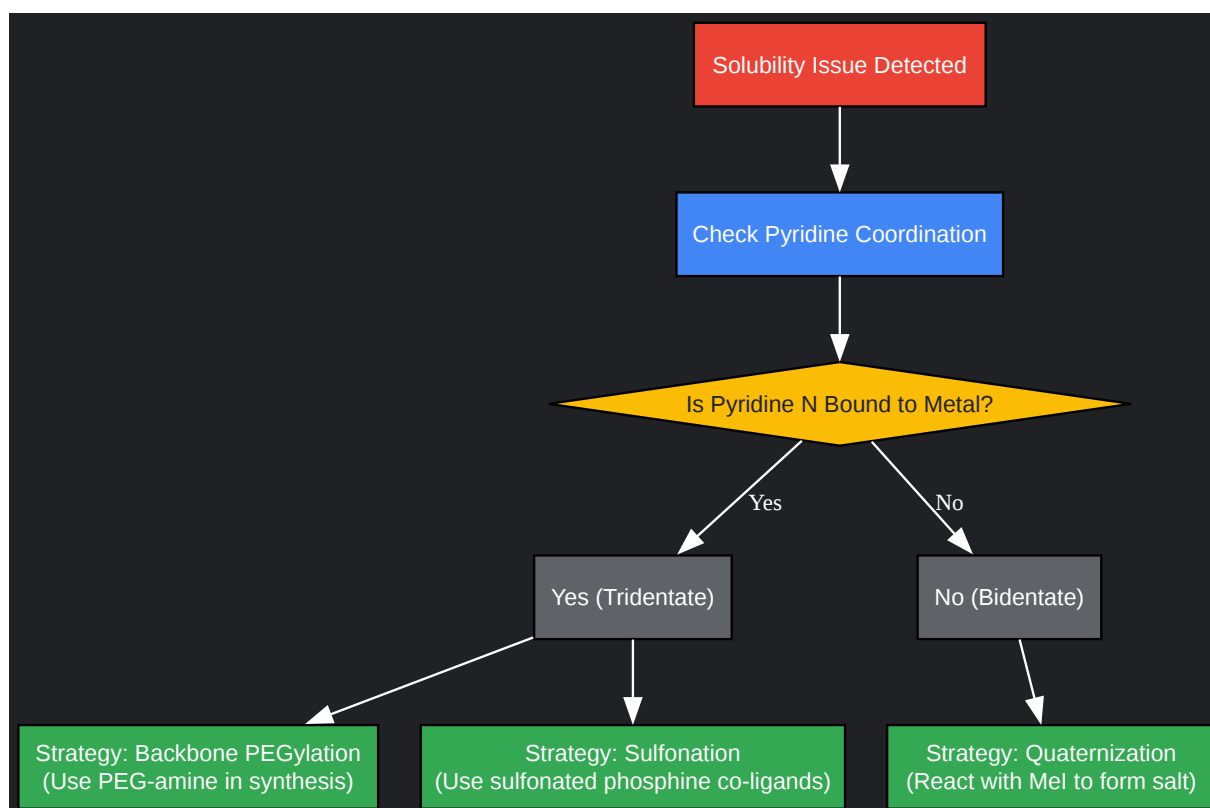 Solubility Issue Detected
Check Pyridine Coordination
Is Pyridine N Bound to Metal?
Yes
No
Yes (Tridentate)
No (Bidentate)
Strategy: Backbone PEGylation
(Use PEG-amine in synthesis)
Strategy: Sulfonation
(Use sulfonated phosphine co-ligands)
Strategy: Quaternization
(React with MeI to form salt)